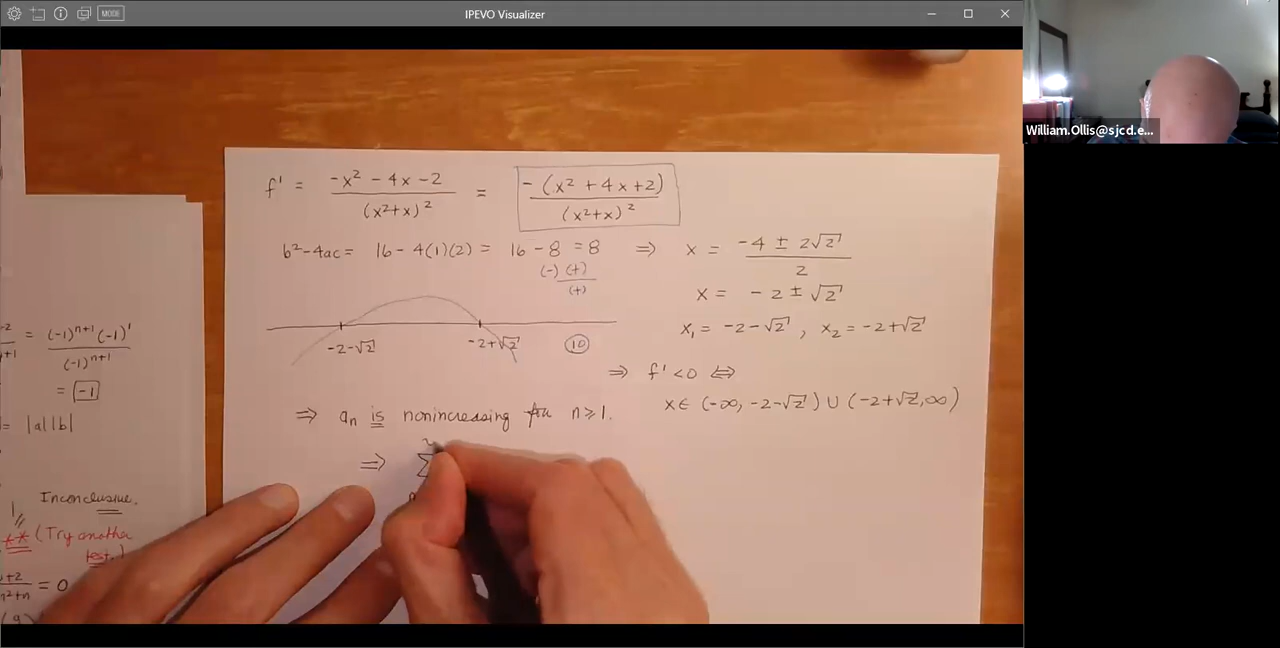 IPEVO Visualizer
MODE
William.Ollis@sjcd.e...
f' = -x² - 4x - 2 / (x²+x)² = -(x² + 4x + 2) / (x²+x)²
b²-4ac = 16 - 4(1)(2) = 16 - 8 = 8 ⇒ x = -4 ± 2√2 / 2
(-)(+) / (+)
x = -2 ± √2
x₁ = -2-√2, x₂ = -2+√2
-2-√2 -2+√2 10
⇒ f' < 0 ⇔
x ∈ (-∞, -2-√2) ∪ (-2+√2, ∞)
⇒ aₙ is nonincreasing for n ≥ 1.
⇒ Σ
= (-1)ⁿ⁺¹(-1)¹ / (-1)ⁿ⁺¹
= -1
= |a||b|
Inconclusive.
** (Try another
test.)
= 0